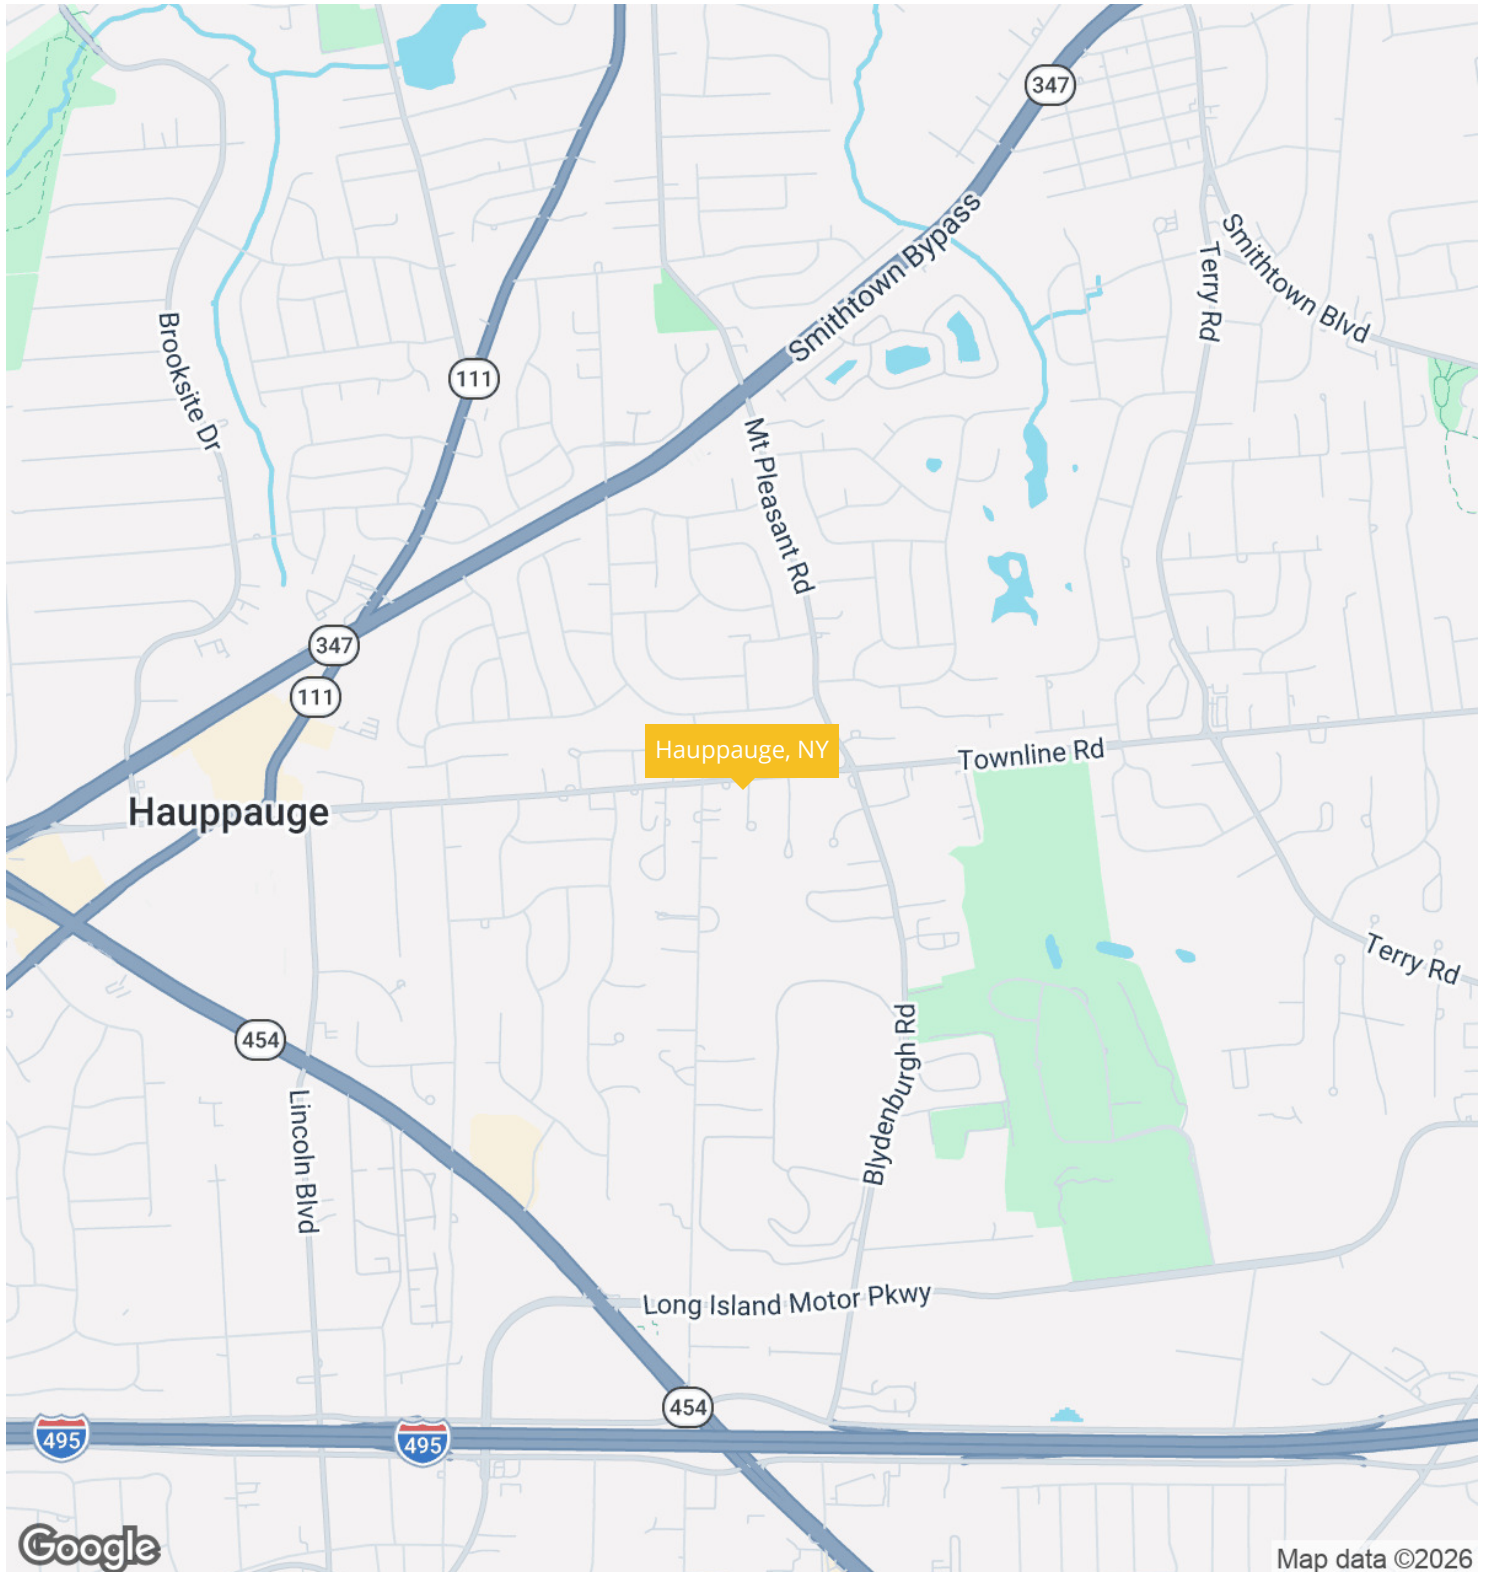 347
Smithtown Bypass
Smithtown Blvd
Terry Rd
Brooksite Dr
111
Mt Pleasant Rd
347
111
Hauppauge, NY
Townline Rd
Hauppauge
Terry Rd
454
Blydenburgh Rd
Lincoln Blvd
Long Island Motor Pkwy
454
495
495
Google
Map data ©2026